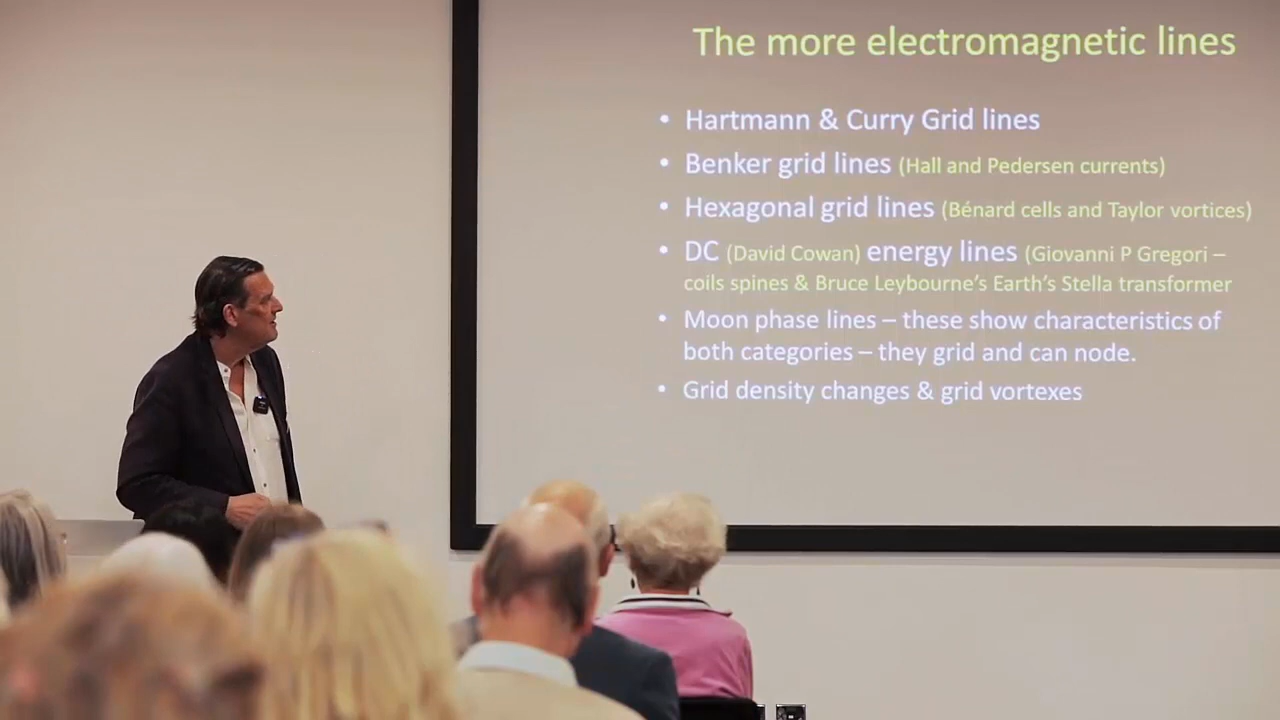 The more electromagnetic lines
• Hartmann & Curry Grid lines
• Benker grid lines (Hall and Pedersen currents)
• Hexagonal grid lines (Bénard cells and Taylor vortices)
• DC (David Cowan) energy lines (Giovanni P Gregori –
coils spines & Bruce Leybourne's Earth's Stella transformer
• Moon phase lines – these show characteristics of
both categories – they grid and can node.
• Grid density changes & grid vortexes